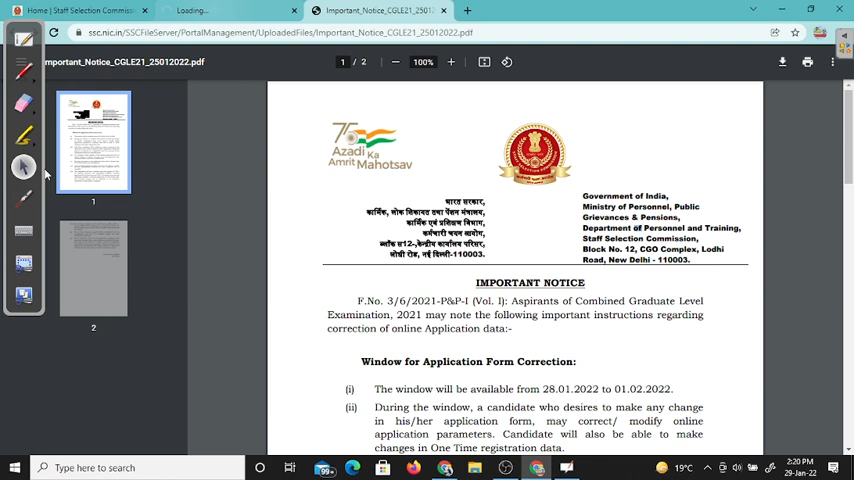 Home | Staff Selection Commissi
Loading...
Important_Notice_CGLE21_25012
ssc.nic.in/SSCFileServer/PortalManagement/UploadedFiles/Important_Notice_CGLE21_25012022.pdf
mportant_Notice_CGLE21_25012022.pdf
1 / 2
100%
1
2
75
Azadi Ka
Amrit Mahotsav
भारत सरकार,
कार्मिक, लोक शिकायत तथा पेंशन मंत्रालय,
कार्मिक एवं प्रशिक्षण विभाग,
कर्मचारी चयन आयोग,
ब्लॉक स12-,केन्द्रीय कार्यालय परिसर,
लोधी रोड, नई दिल्ली-110003.
Government of India,
Ministry of Personnel, Public
Grievances & Pensions,
Department of Personnel and Training,
Staff Selection Commission,
Block No. 12, CGO Complex, Lodhi
Road, New Delhi - 110003.
IMPORTANT NOTICE
F.No. 3/6/2021-P&P-I (Vol. I): Aspirants of Combined Graduate Level
Examination, 2021 may note the following important instructions regarding
correction of online Application data:-
Window for Application Form Correction:
(i) The window will be available from 28.01.2022 to 01.02.2022.
(ii) During the window, a candidate who desires to make any change
in his/her application form, may correct/ modify online
application parameters. Candidate will also be able to make
changes in One Time registration data.
Type here to search
99+
19°C
2:20 PM
29-Jan-22